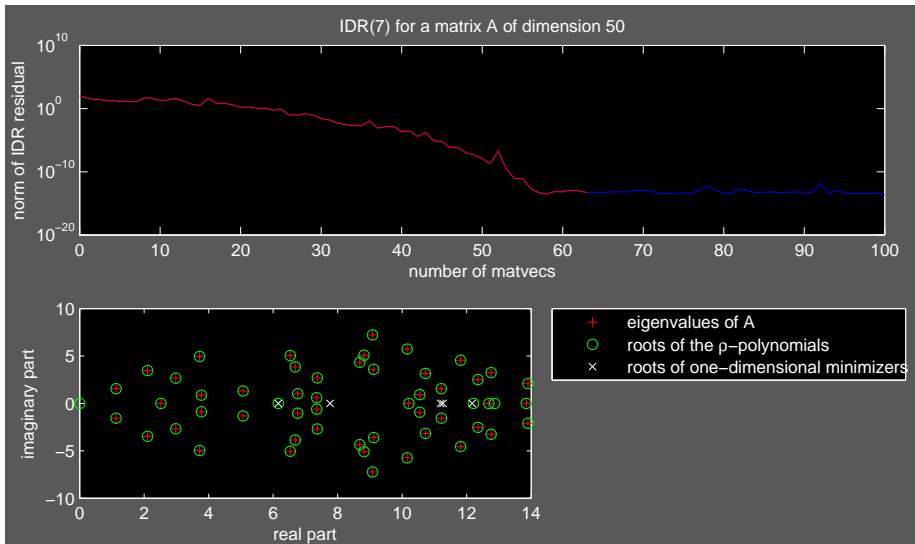 IDR(7) for a matrix A of dimension 50
norm of IDR residual
10^10
10^0
10^−10
10^−20
0 10 20 30 40 50 60 70 80 90 100
number of matvecs
imaginary part
10
5
0
−5
−10
0 2 4 6 8 10 12 14
real part
eigenvalues of A
roots of the ρ−polynomials
roots of one−dimensional minimizers